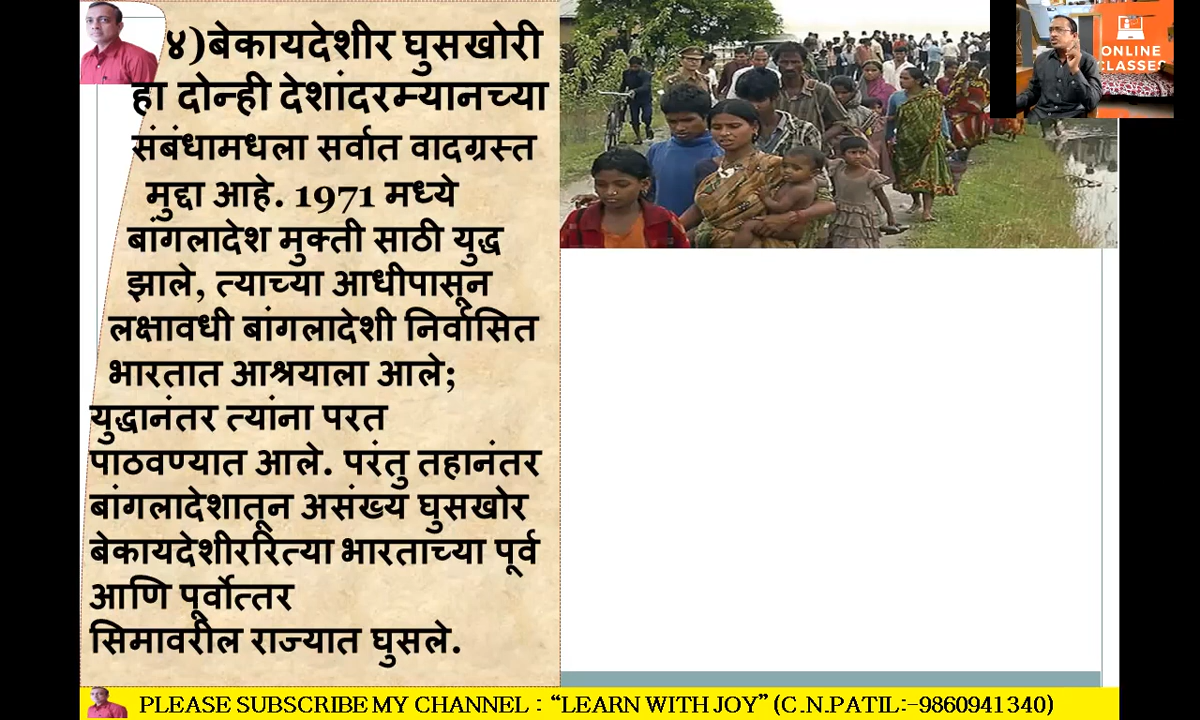 ४)बेकायदेशीर घुसखोरी
हा दोन्ही देशांदरम्यानच्या
संबंधामधला सर्वात वादग्रस्त
मुद्दा आहे. 1971 मध्ये
बांगलादेश मुक्ती साठी युद्ध
झाले, त्याच्या आधीपासून
लक्षावधी बांगलादेशी निर्वासित
भारतात आश्रयाला आले;
युद्धानंतर त्यांना परत
पाठवण्यात आले. परंतु तहानंतर
बांगलादेशातून असंख्य घुसखोर
बेकायदेशीररित्या भारताच्या पूर्व
आणि पूर्वोत्तर
सिमावरील राज्यात घुसले.
ONLINE
CLASSES
PLEASE SUBSCRIBE MY CHANNEL : “LEARN WITH JOY” (C.N.PATIL:-9860941340)